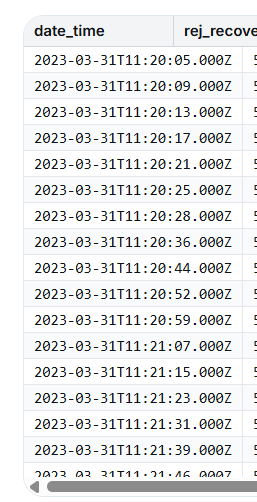 date_time rej_recove
2023-03-31T11:20:05.000Z 5
2023-03-31T11:20:09.000Z 5
2023-03-31T11:20:13.000Z 5
2023-03-31T11:20:17.000Z 5
2023-03-31T11:20:21.000Z 5
2023-03-31T11:20:25.000Z 5
2023-03-31T11:20:28.000Z 5
2023-03-31T11:20:36.000Z 5
2023-03-31T11:20:44.000Z 5
2023-03-31T11:20:52.000Z 5
2023-03-31T11:20:59.000Z 5
2023-03-31T11:21:07.000Z 5
2023-03-31T11:21:15.000Z 5
2023-03-31T11:21:23.000Z 5
2023-03-31T11:21:31.000Z 5
2023-03-31T11:21:39.000Z 5
2023-03-31T11:21:46.000Z 5